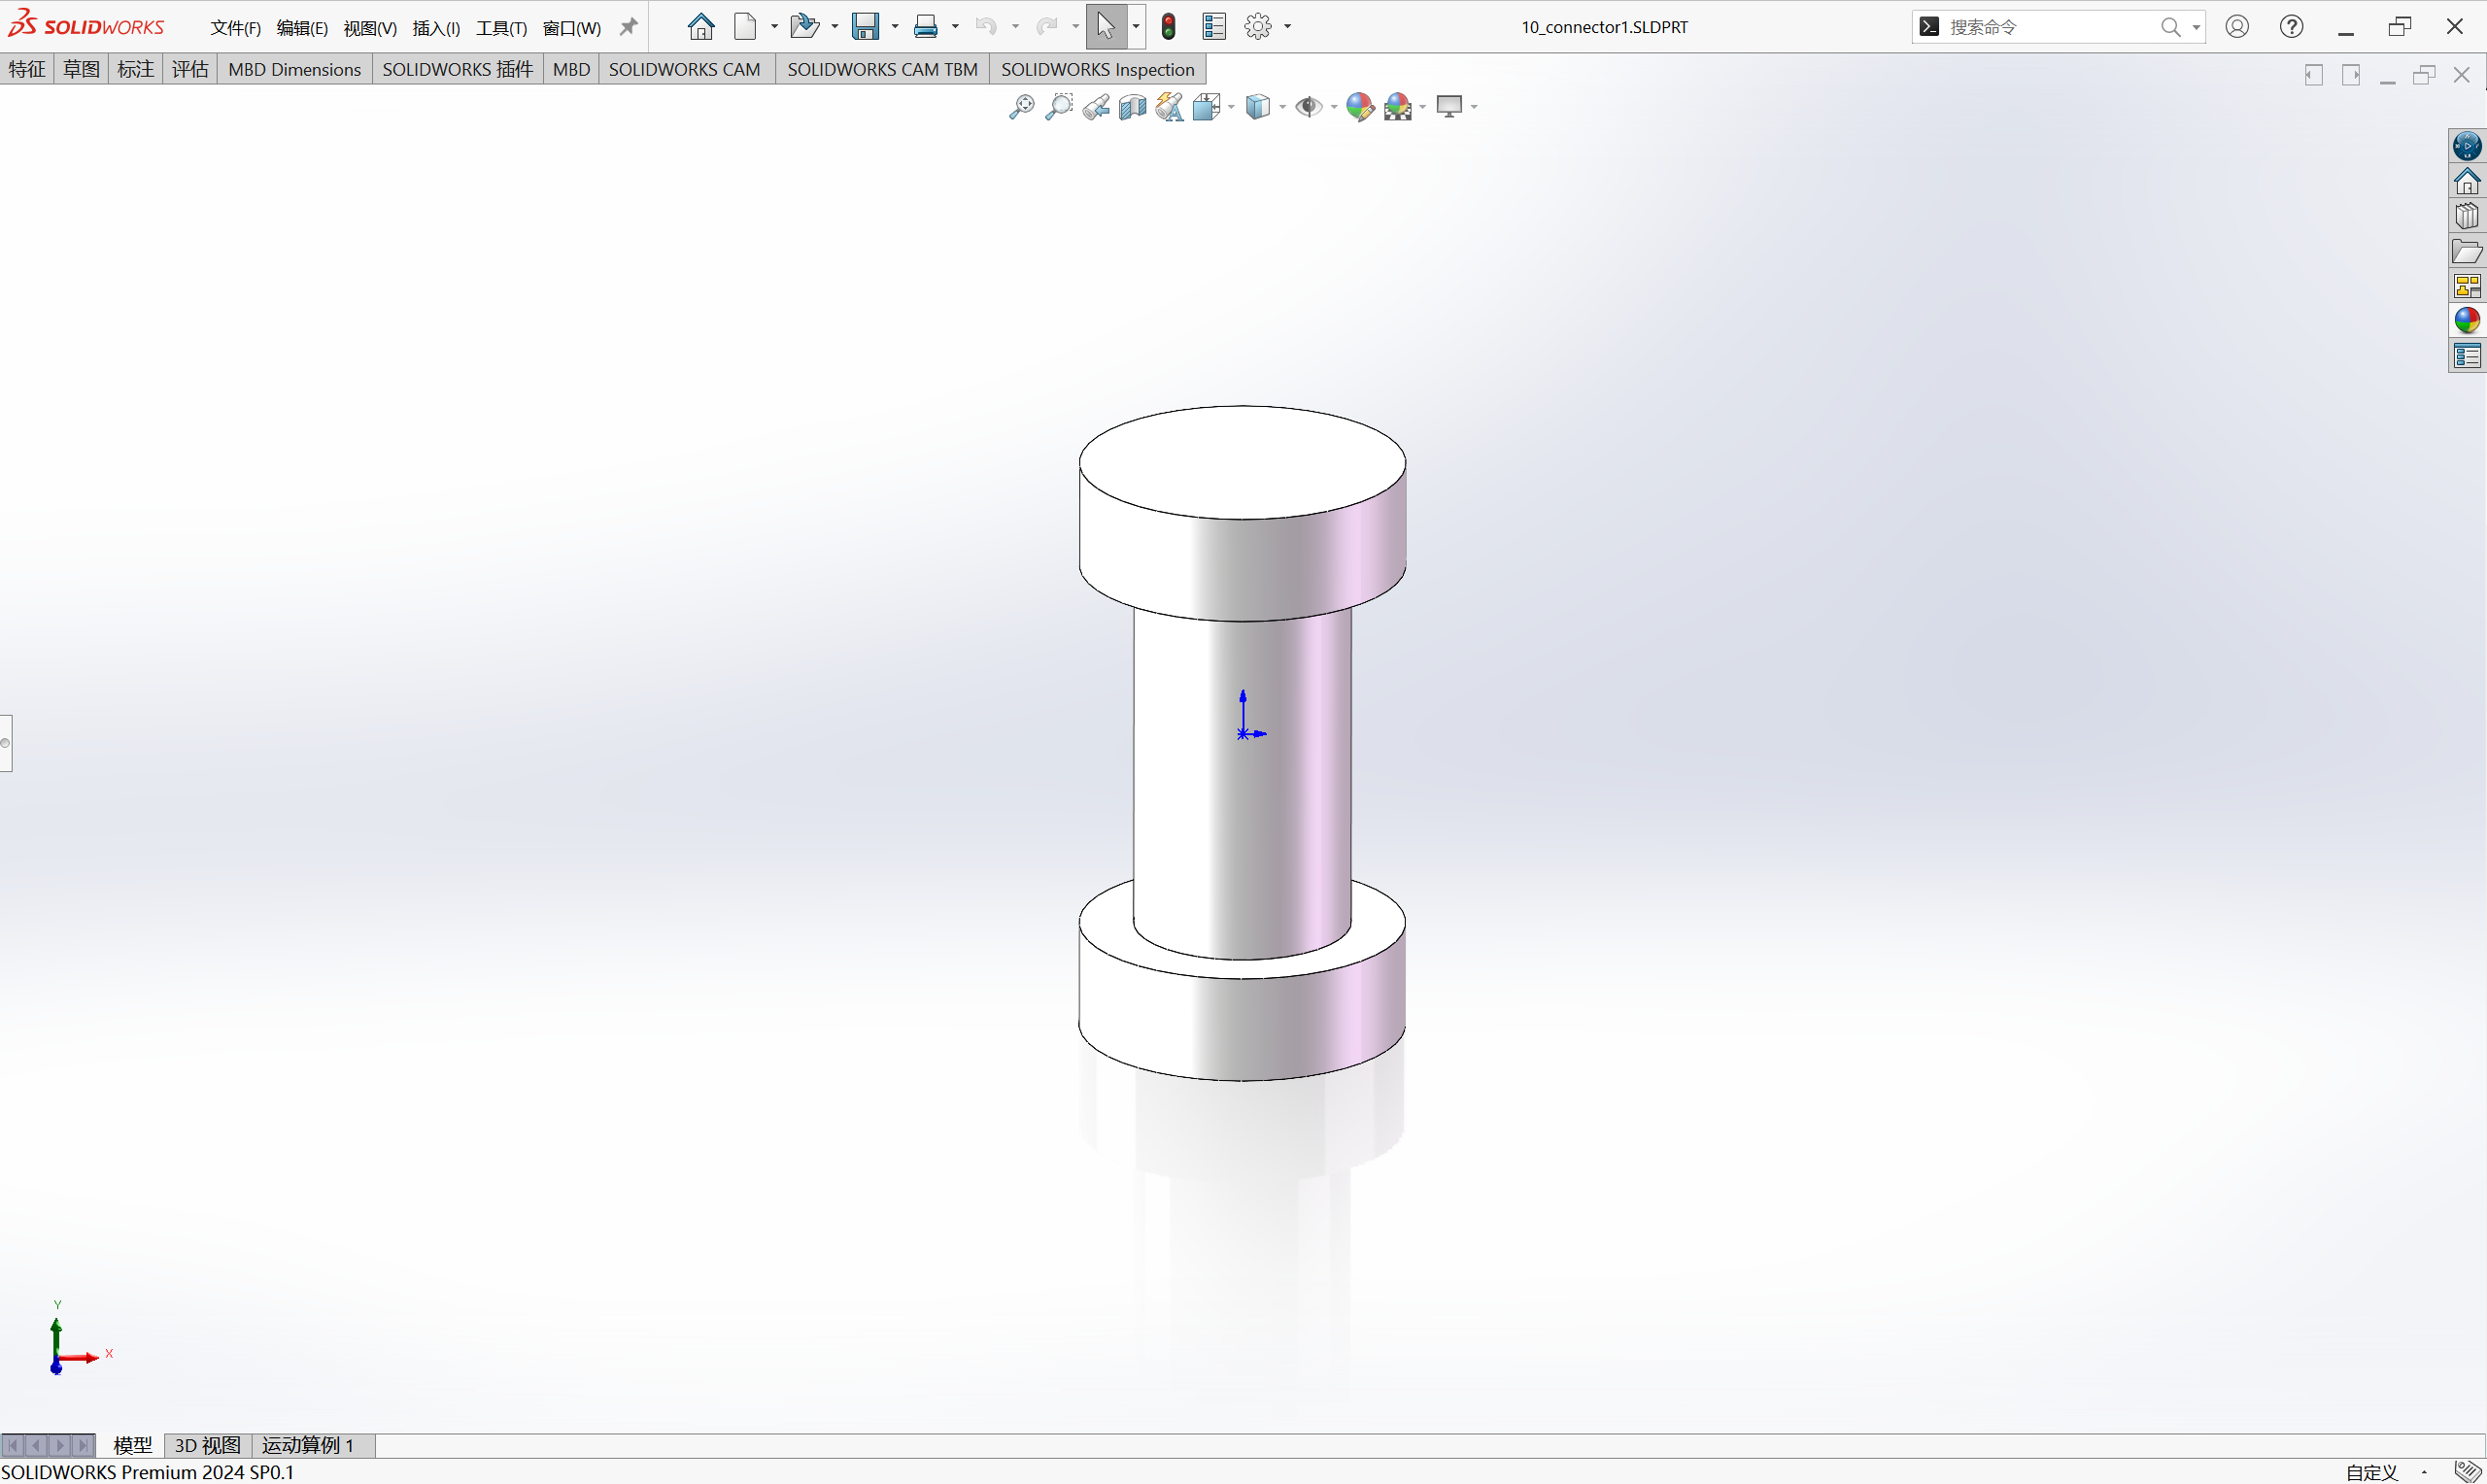 SOLIDWORKS 文件(F) 编辑(E) 视图(V) 插入(I) 工具(T) 窗口(W) 10_connector1.SLDPRT 搜索命令
特征 草图 标注 评估 MBD Dimensions SOLIDWORKS 插件 MBD SOLIDWORKS CAM SOLIDWORKS CAM TBM SOLIDWORKS Inspection
Y
X
模型 3D 视图 运动算例 1
SOLIDWORKS Premium 2024 SP0.1 自定义